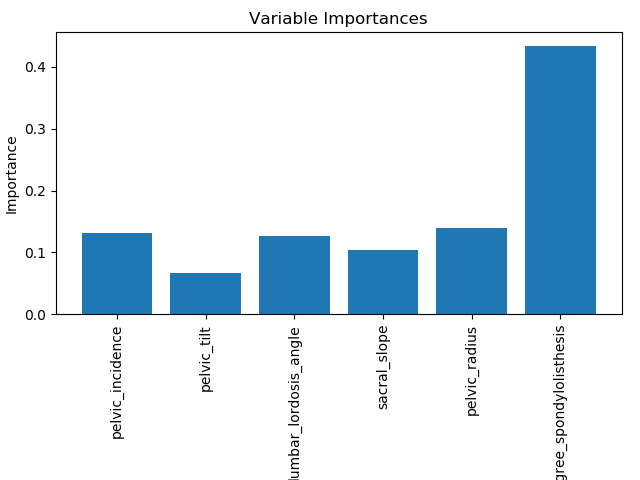 Variable Importances
Importance
0.4
0.3
0.2
0.1
0.0
pelvic_incidence
pelvic_tilt
lumbar_lordosis_angle
sacral_slope
pelvic_radius
gree_spondylolisthesis